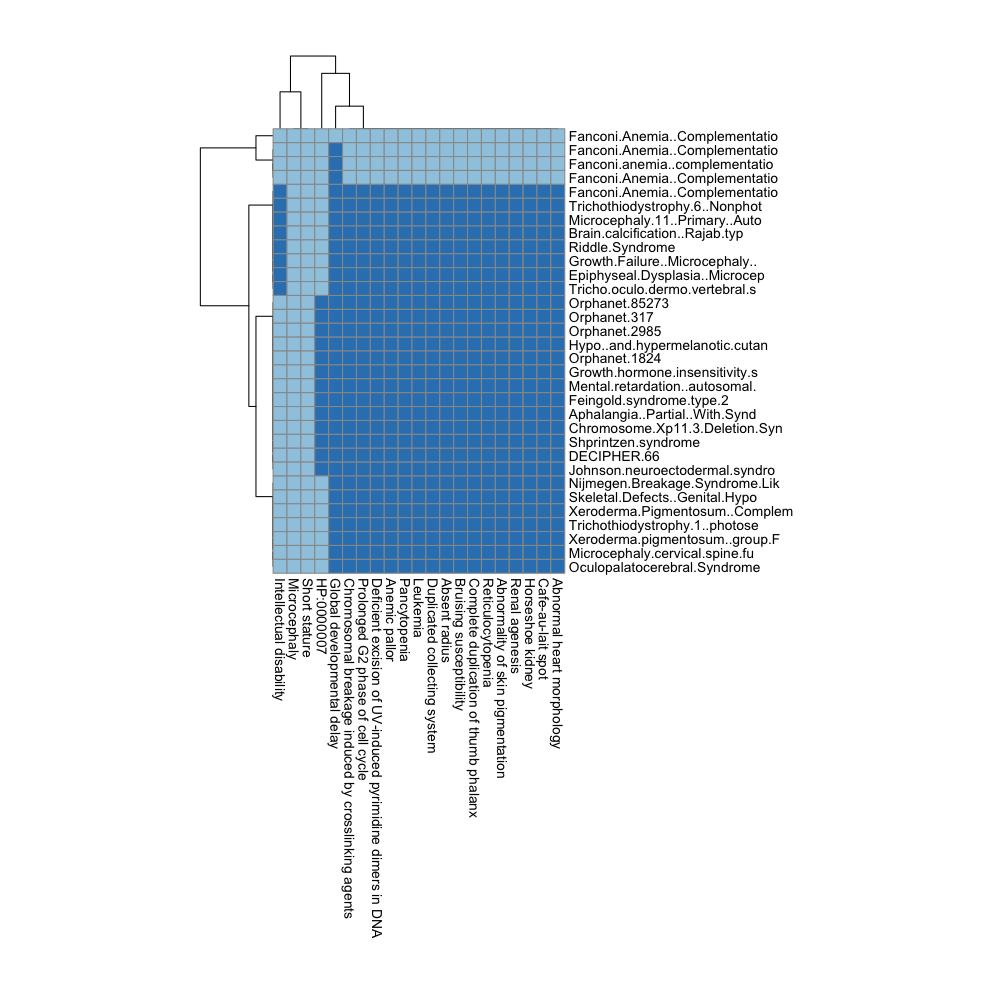 Fanconi.Anemia..Complementatio
Fanconi.Anemia..Complementatio
Fanconi.anemia..complementatio
Fanconi.Anemia..Complementatio
Fanconi.Anemia..Complementatio
Trichothiodystrophy.6..Nonphot
Microcephaly.11..Primary..Auto
Brain.calcification..Rajab.typ
Riddle.Syndrome
Growth.Failure..Microcephaly..
Epiphyseal.Dysplasia..Microcep
Tricho.oculo.dermo.vertebral.s
Orphanet.85273
Orphanet.317
Orphanet.2985
Hypo..and.hypermelanotic.cutan
Orphanet.1824
Growth.hormone.insensitivity.s
Mental.retardation..autosomal.
Feingold.syndrome.type.2
Aphalangia..Partial..With.Synd
Chromosome.Xp11.3.Deletion.Syn
Shprintzen.syndrome
DECIPHER.66
Johnson.neuroectodermal.syndro
Nijmegen.Breakage.Syndrome.Lik
Skeletal.Defects..Genital.Hypo
Xeroderma.Pigmentosum..Complem
Trichothiodystrophy.1..photose
Xeroderma.pigmentosum..group.F
Microcephaly.cervical.spine.fu
Oculopalatocerebral.Syndrome
Intellectual disability
Microcephaly
Short stature
HP:0000007
Global developmental delay
Chromosomal breakage induced by crosslinking agents
Prolonged G2 phase of cell cycle
Deficient excision of UV-induced pyrimidine dimers in DNA
Anemic pallor
Pancytopenia
Leukemia
Duplicated collecting system
Absent radius
Bruising susceptibility
Complete duplication of thumb phalanx
Reticulocytopenia
Abnormality of skin pigmentation
Renal agenesis
Horseshoe kidney
Cafe-au-lait spot
Abnormal heart morphology